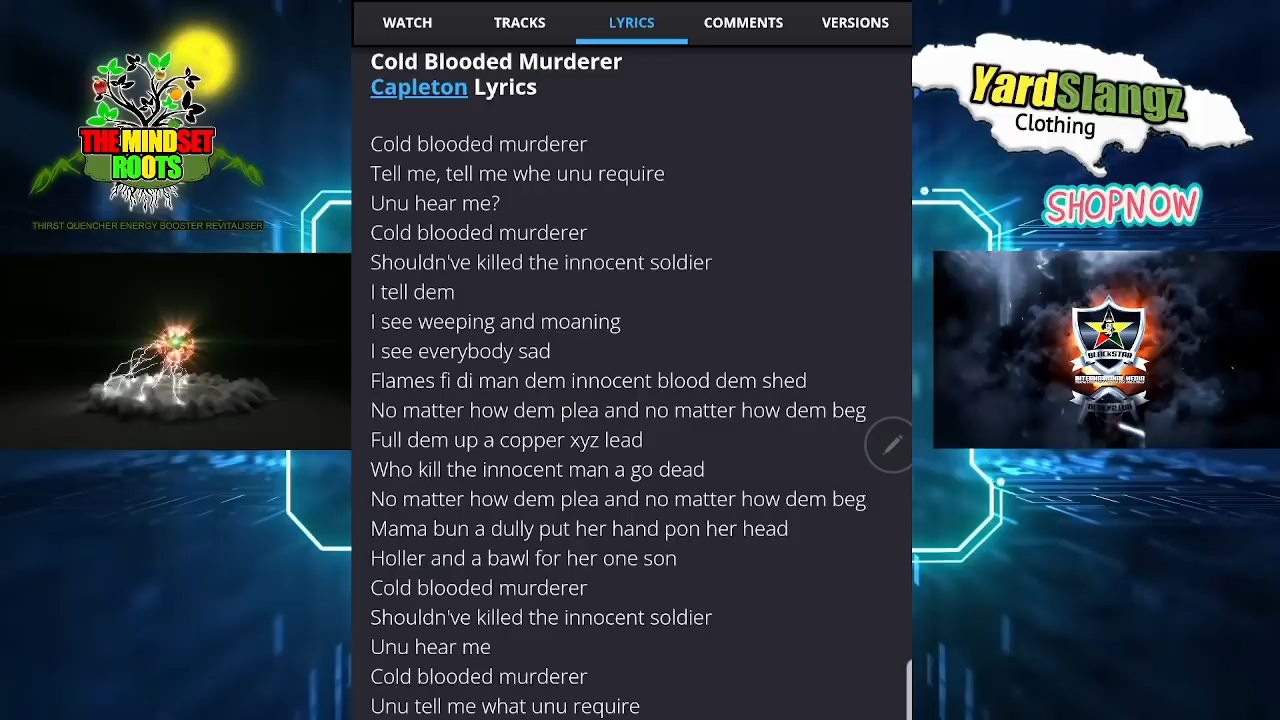 WATCH
TRACKS
LYRICS
COMMENTS
VERSIONS
Cold Blooded Murderer
Capleton Lyrics
Cold blooded murderer
Tell me, tell me whe unu require
Unu hear me?
Cold blooded murderer
Shouldn've killed the innocent soldier
I tell dem
I see weeping and moaning
I see everybody sad
Flames fi di man dem innocent blood dem shed
No matter how dem plea and no matter how dem beg
Full dem up a copper xyz lead
Who kill the innocent man a go dead
No matter how dem plea and no matter how dem beg
Mama bun a dully put her hand pon her head
Holler and a bawl for her one son
Cold blooded murderer
Shouldn've killed the innocent soldier
Unu hear me
Cold blooded murderer
Unu tell me what unu require
THE MINDSET
ROOTS
THIRST QUENCHER ENERGY BOOSTER REVITALISER
YardSlangz
Clothing
SHOPNOW
BLACKSTAR
INTERNATIONAL MEDIA